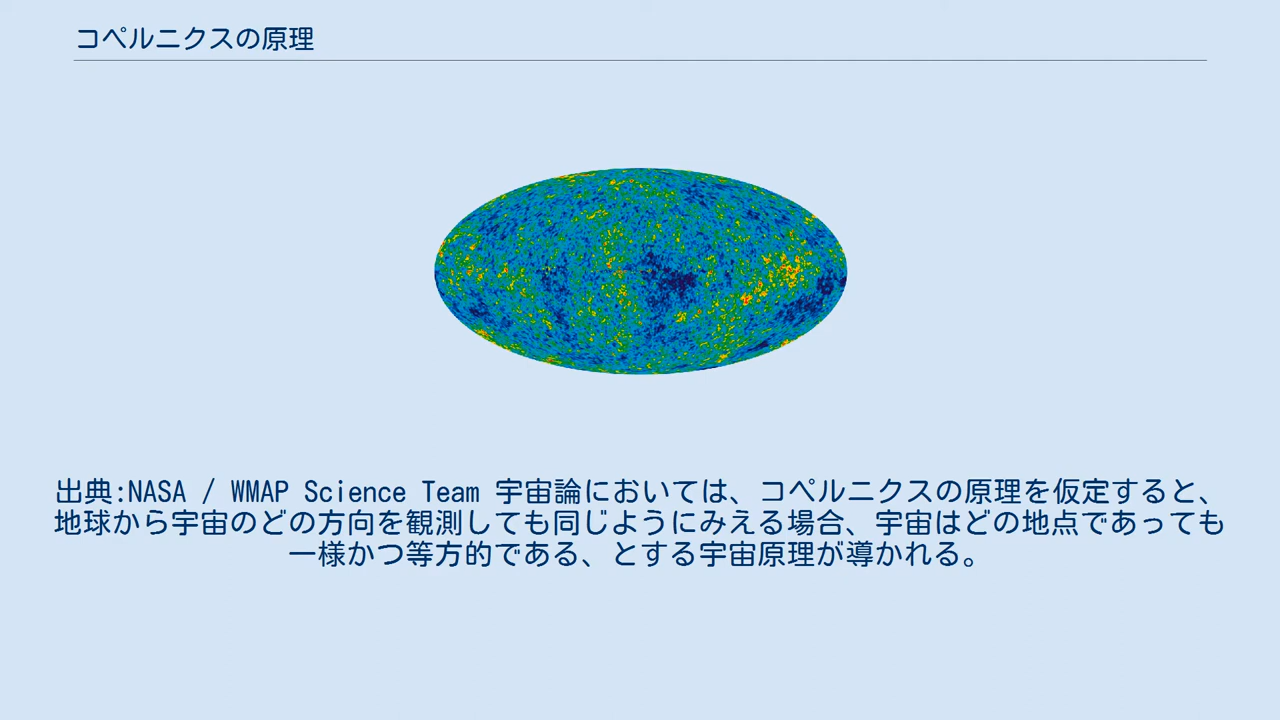 コペルニクスの原理
出典:NASA / WMAP Science Team 宇宙論においては、コペルニクスの原理を仮定すると、
地球から宇宙のどの方向を観測しても同じようにみえる場合、宇宙はどの地点であっても
一様かつ等方的である、とする宇宙原理が導かれる。